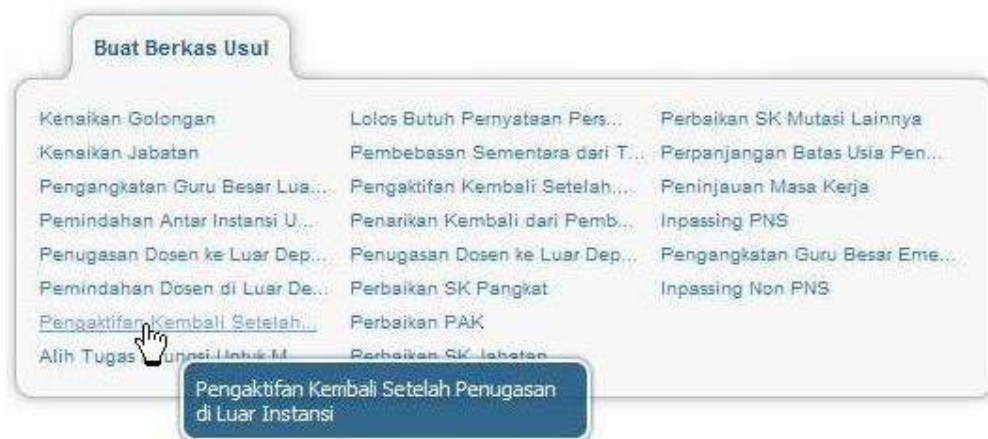 Buat Berkas Usul
Kenaikan Golongan
Kenaikan Jabatan
Pengangkatan Guru Besar Lua...
Pemindahan Antar Instansi U...
Penugasan Dosen ke Luar Dep...
Pemindahan Dosen di Luar De...
Pengaktifan Kembali Setelah...
Alih Tugas Untuk M
Lolos Butuh Pernyataan Pers...
Pembebasan Sementara dari T...
Pengaktifan Kembali Setelah...
Penarikan Kembali dari Pemb...
Penugasan Dosen ke Luar Dep...
Perbaikan SK Pangkat
Perbaikan PAK
Perbaikan SK Jabatan
Perbaikan SK Mutasi Lainnya
Perpanjangan Batas Usia Pen...
Peninjauan Masa Kerja
Inpassing PNS
Pengangkatan Guru Besar Eme...
Inpassing Non PNS
Pengaktifan Kembali Setelah Penugasan
di Luar Instansi